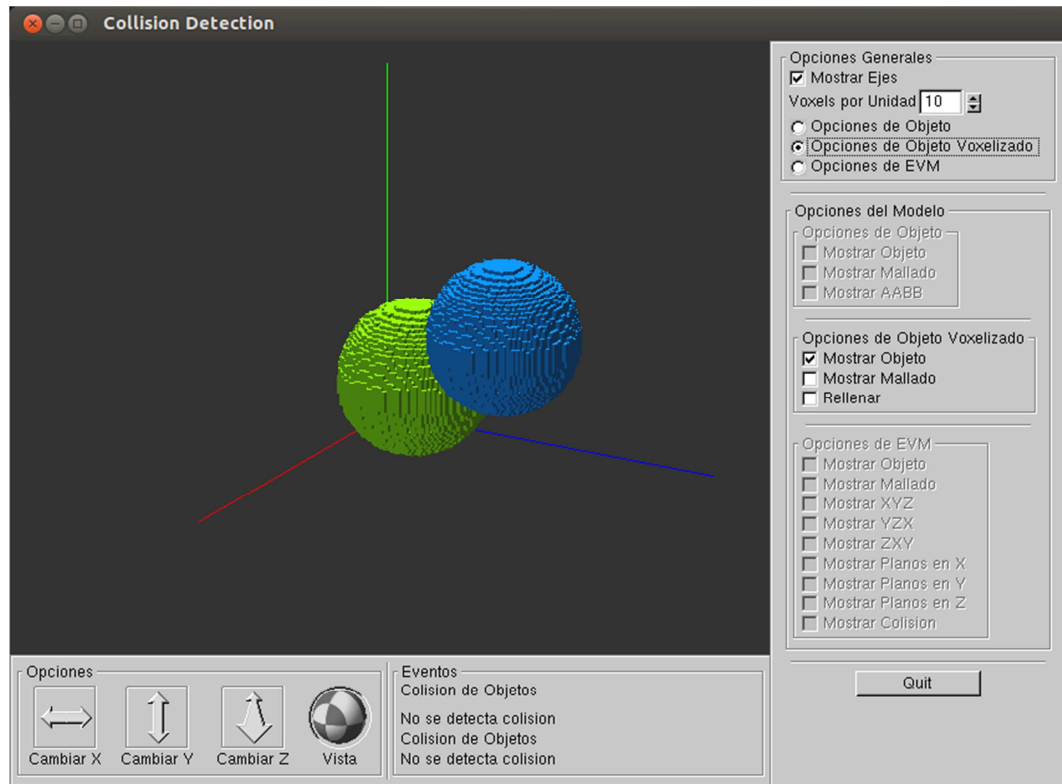 Collision Detection
Opciones Generales
Mostrar Ejes
Voxels por Unidad 10
Opciones de Objeto
Opciones de Objeto Voxelizado
Opciones de EVM
Opciones del Modelo
Opciones de Objeto
Mostrar Objeto
Mostrar Mallado
Mostrar AABB
Opciones de Objeto Voxelizado
Mostrar Objeto
Mostrar Mallado
Rellenar
Opciones de EVM
Mostrar Objeto
Mostrar Mallado
Mostrar XYZ
Mostrar YZX
Mostrar ZXY
Mostrar Planos en X
Mostrar Planos en Y
Mostrar Planos en Z
Mostrar Colision
Quit
Opciones
Cambiar X
Cambiar Y
Cambiar Z
Vista
Eventos
Colision de Objetos
No se detecta colision
Colision de Objetos
No se detecta colision